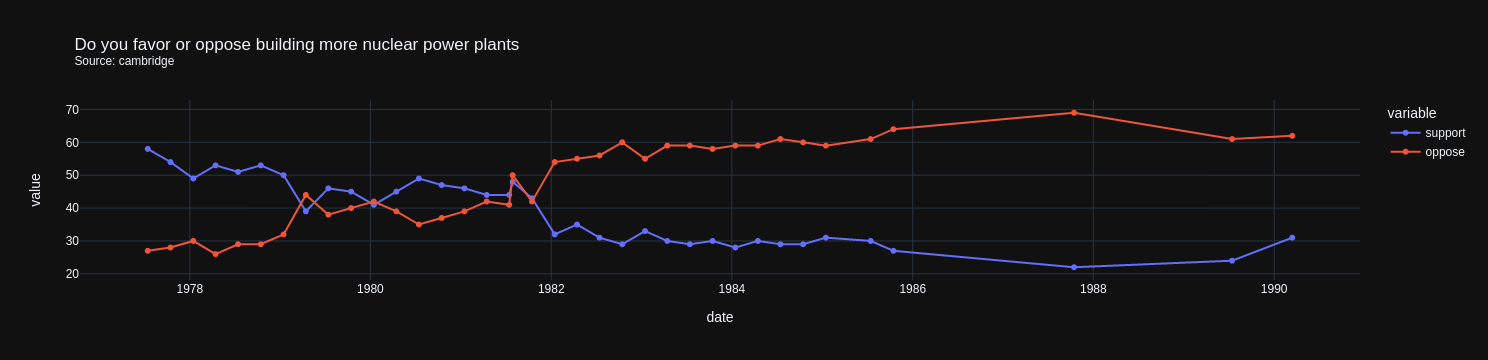 Do you favor or oppose building more nuclear power plants
Source: cambridge
variable
support
oppose
value
70
60
50
40
30
20
1978 1980 1982 1984 1986 1988 1990
date